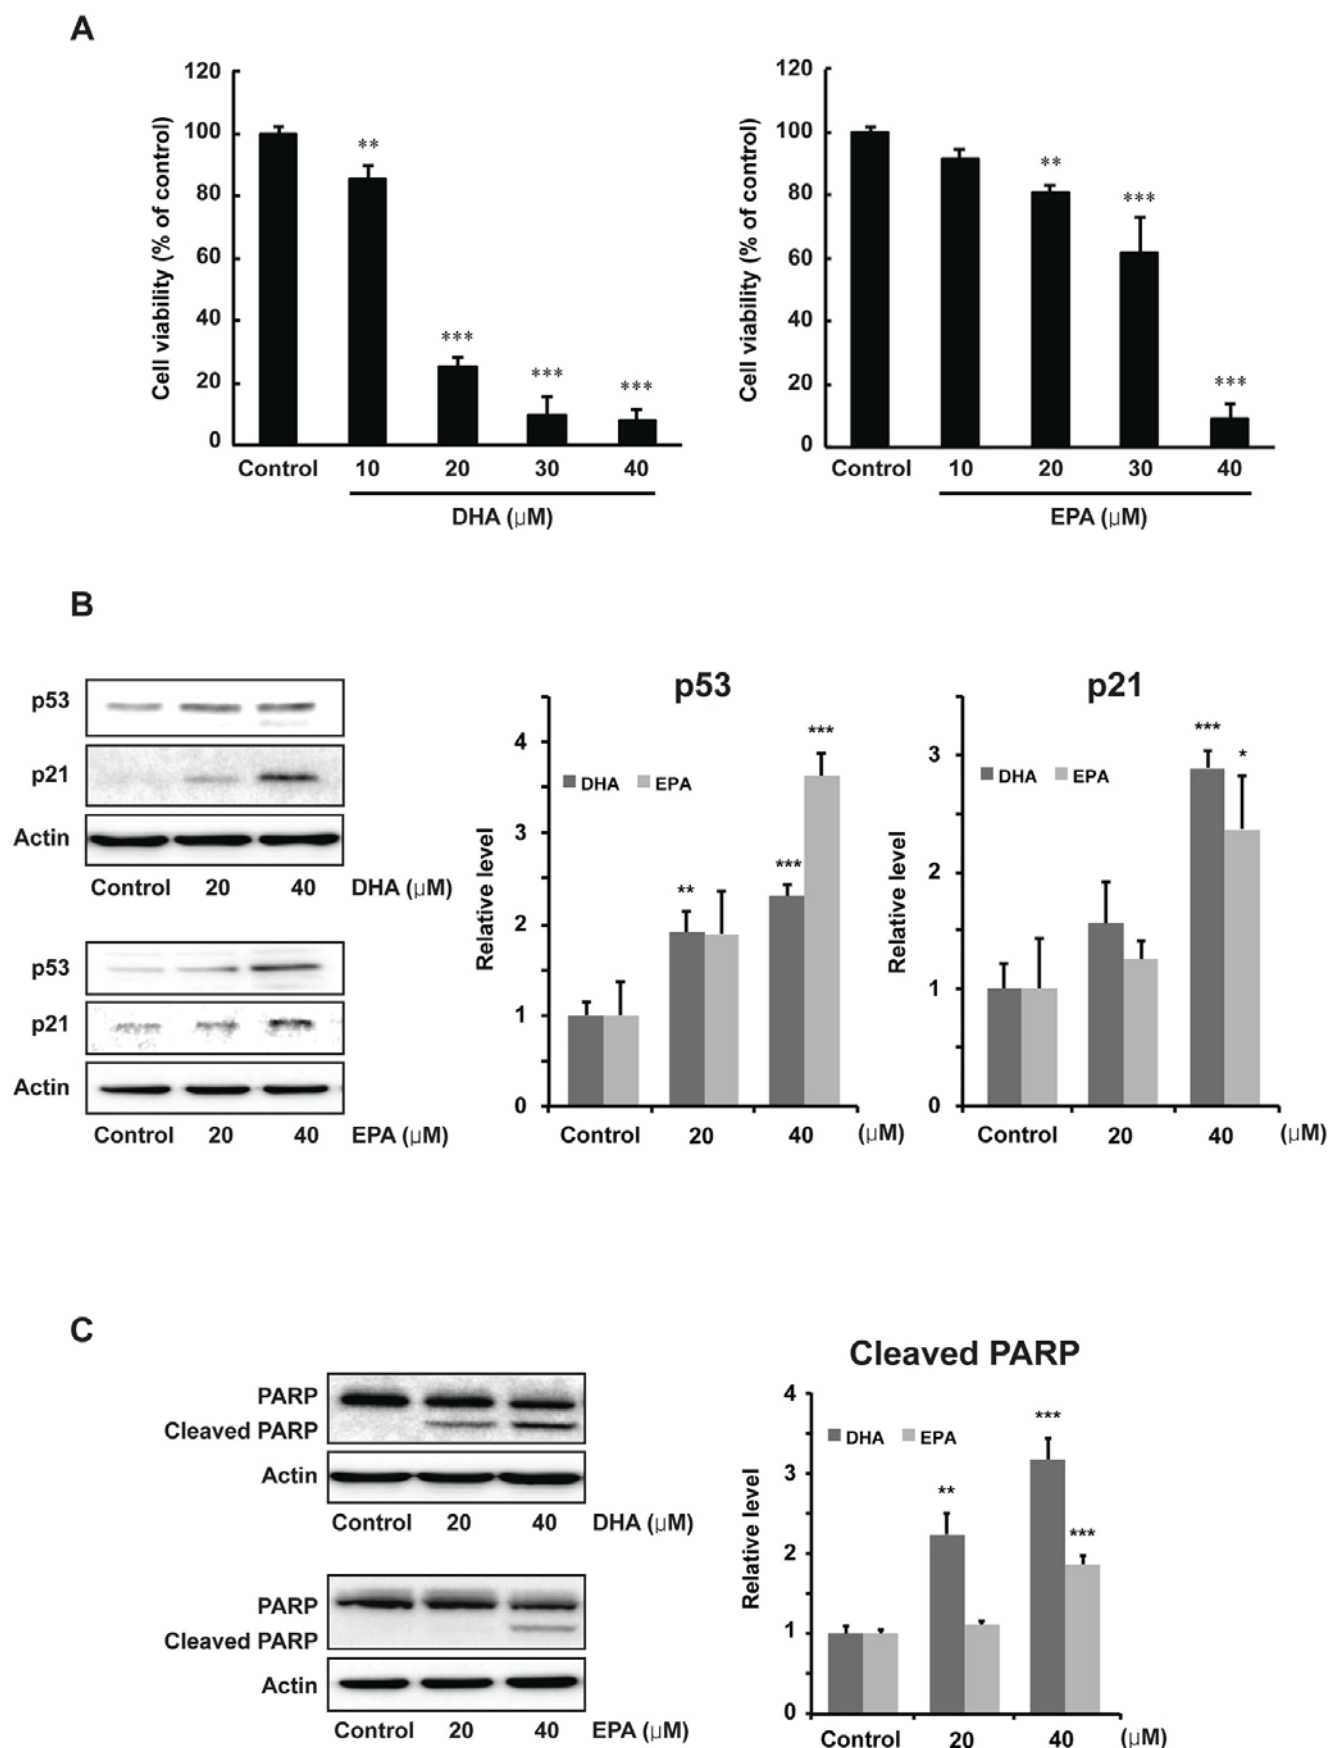 A
120
100
80
60
40
20
0
Cell viability (% of control)
**
***
***
***
Control 10 20 30 40
DHA (μM)
120
100
80
60
40
20
0
Cell viability (% of control)
**
***
***
Control 10 20 30 40
EPA (μM)
B
p53
p21
Actin
Control 20 40 DHA (μM)
p53
p21
Actin
Control 20 40 EPA (μM)
p53
4
3
2
1
0
Relative level
DHA EPA
**
***
***
Control 20 40 (μM)
p21
3
2
1
0
Relative level
DHA EPA
***
*
Control 20 40 (μM)
C
PARP
Cleaved PARP
Actin
Control 20 40 DHA (μM)
PARP
Cleaved PARP
Actin
Control 20 40 EPA (μM)
Cleaved PARP
4
3
2
1
0
Relative level
DHA EPA
**
***
***
Control 20 40 (μM)